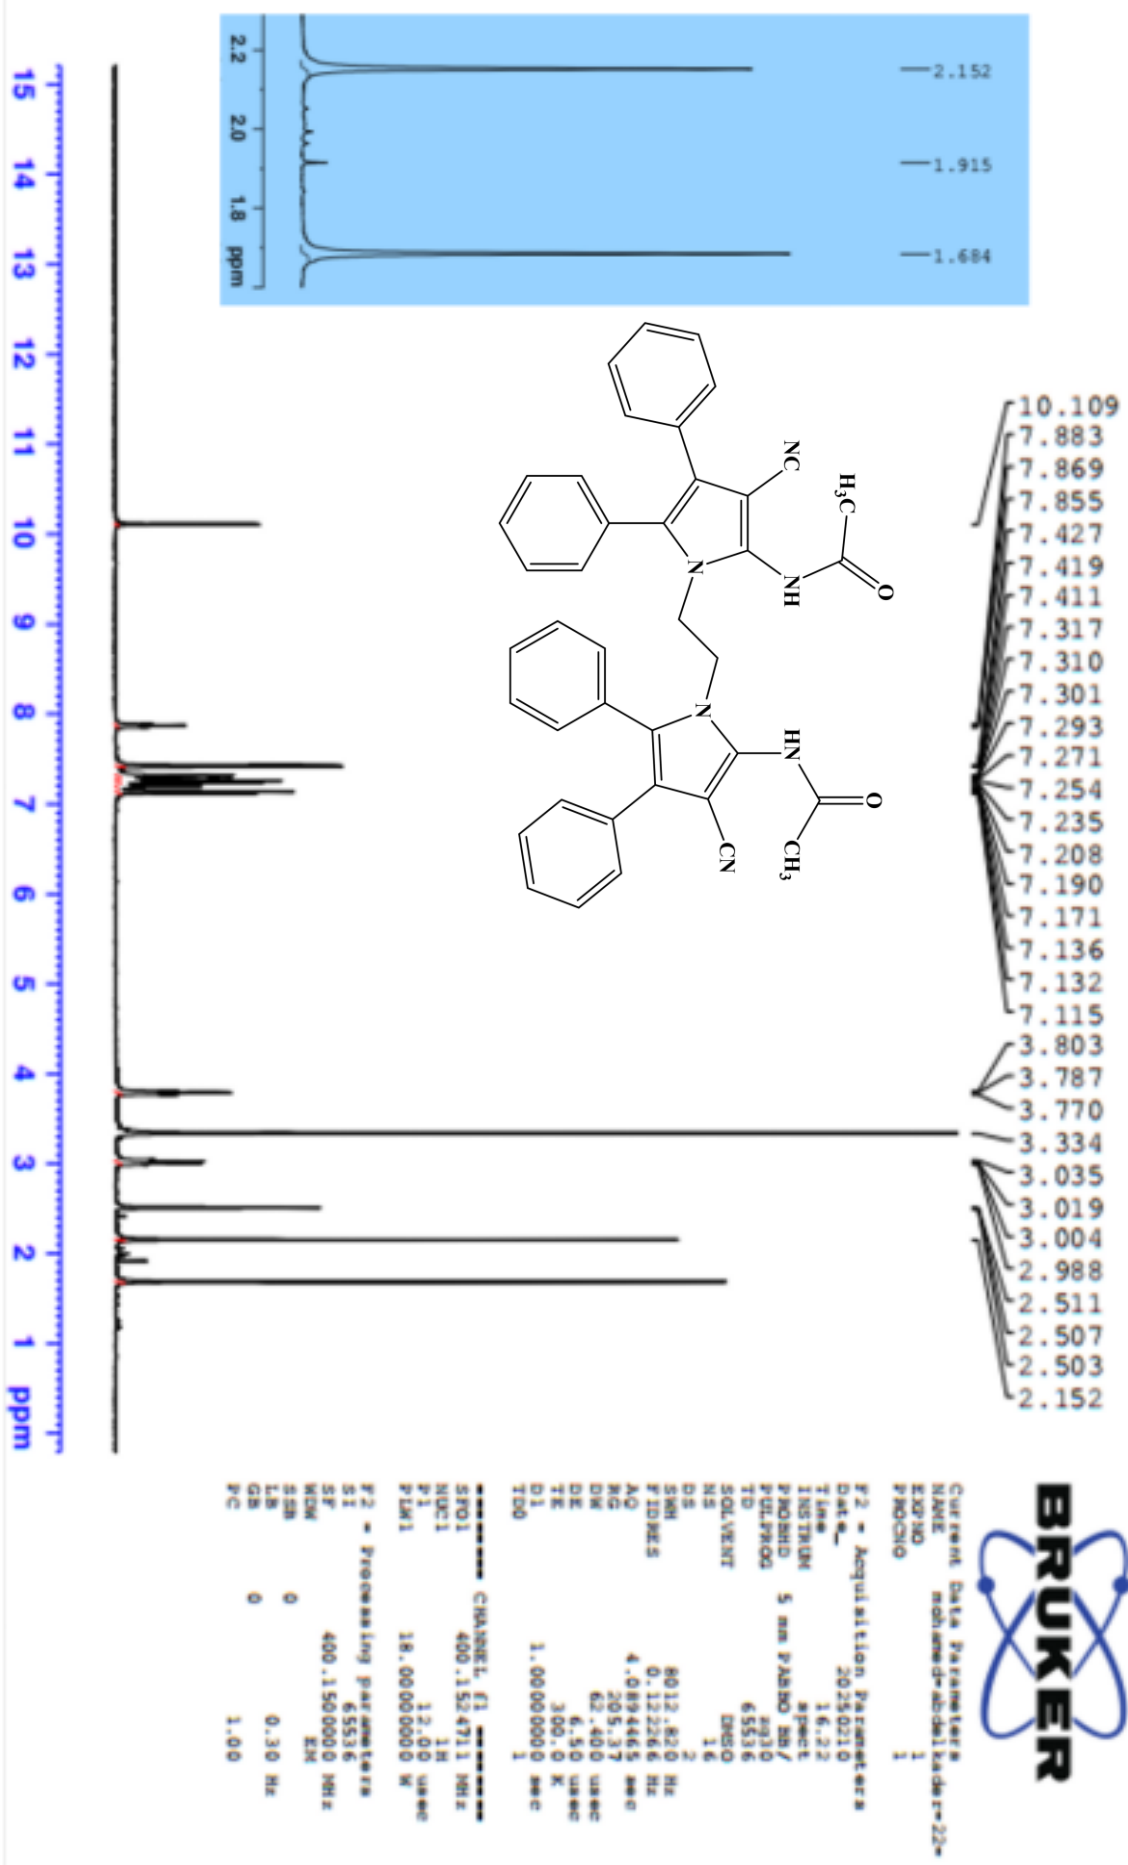 2.152
1.915
1.684
2.2 2.0 1.8 ppm
10.109
7.883
7.869
7.855
7.427
7.419
7.411
7.317
7.310
7.301
7.293
7.271
7.254
7.235
7.208
7.190
7.171
7.136
7.132
7.115
3.803
3.787
3.770
3.334
3.035
3.019
3.004
2.988
2.511
2.507
2.503
2.152
NC
H₃C
O
NH
N
N
HN
O
CH₃
CN
15 14 13 12 11 10 9 8 7 6 5 4 3 2 1 ppm
BRUKER
Current Data Parameters
NAME mohamed-abdelkader-22-
EXPNO 1
PROCNO 1
F2 - Acquisition Parameters
Date_ 20250210
Time 16.22
INSTRUM spect
PROBHD 5 mm PABBO BB/
PULPROG zg30
TD 65536
SOLVENT DMSO
NS 16
DS 2
SWH 8012.820 Hz
FIDRES 0.122266 Hz
AQ 4.0894465 sec
RG 205.37
DW 62.400 usec
DE 6.50 usec
TE 300.0 K
D1 1.00000000 sec
TD0 1
======== CHANNEL f1 ========
SFO1 400.1524711 MHz
NUC1 1H
P1 12.00 usec
PLW1 18.00000000 W
F2 - Processing parameters
SI 65536
SF 400.1500000 MHz
WDW EM
SSB 0
LB 0.30 Hz
GB 0
PC 1.00